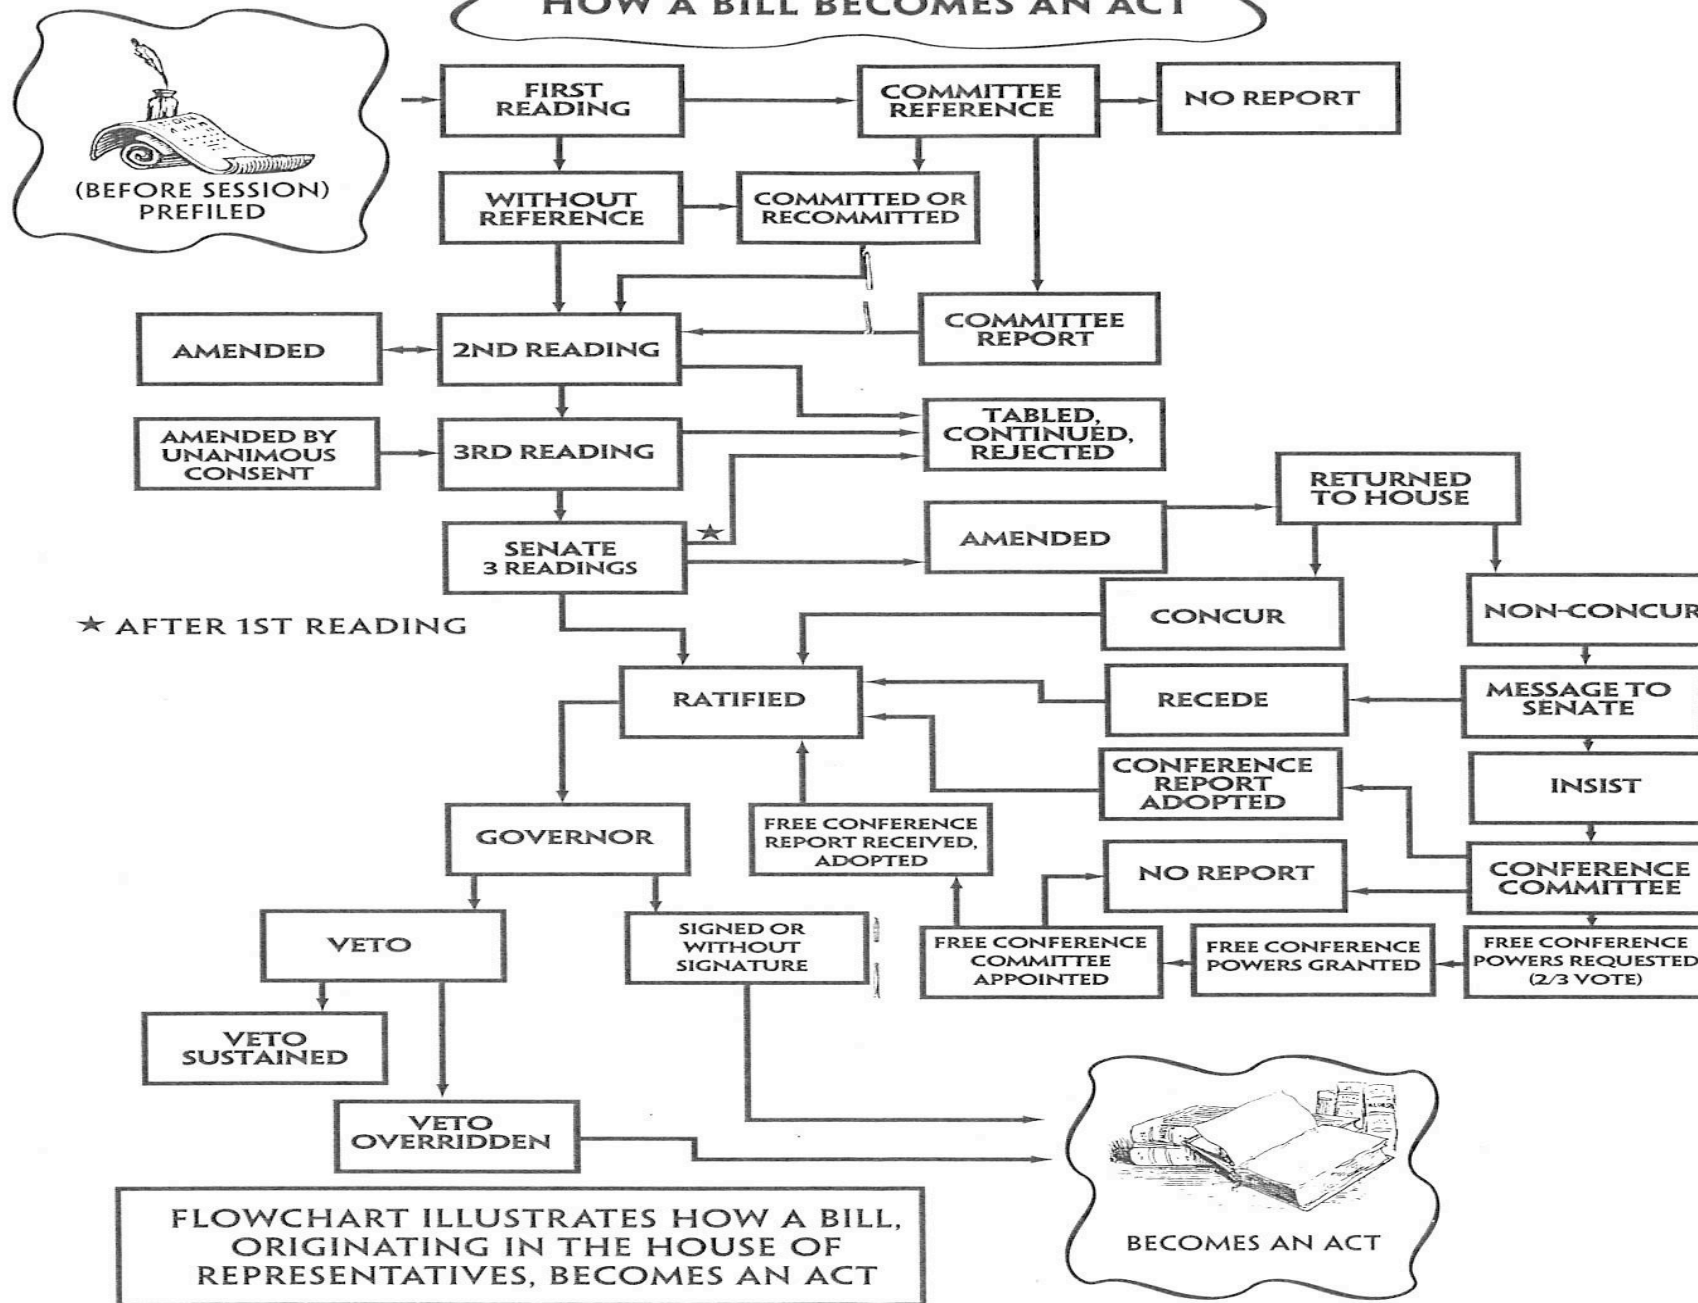 HOW A BILL BECOMES AN ACT
(BEFORE SESSION)
PREFILED
FIRST
READING
COMMITTEE
REFERENCE
NO REPORT
WITHOUT
REFERENCE
COMMITTED OR
RECOMMITTED
COMMITTEE
REPORT
AMENDED
2ND READING
TABLED,
CONTINUED,
REJECTED
AMENDED BY
UNANIMOUS
CONSENT
3RD READING
RETURNED
TO HOUSE
SENATE
3 READINGS
★
AMENDED
★ AFTER 1ST READING
CONCUR
NON-CONCUR
RATIFIED
RECEDE
MESSAGE TO
SENATE
CONFERENCE
REPORT
ADOPTED
INSIST
GOVERNOR
FREE CONFERENCE
REPORT RECEIVED,
ADOPTED
NO REPORT
CONFERENCE
COMMITTEE
VETO
SIGNED OR
WITHOUT
SIGNATURE
FREE CONFERENCE
COMMITTEE
APPOINTED
FREE CONFERENCE
POWERS GRANTED
FREE CONFERENCE
POWERS REQUESTED
(2/3 VOTE)
VETO
SUSTAINED
VETO
OVERRIDDEN
BECOMES AN ACT
FLOWCHART ILLUSTRATES HOW A BILL,
ORIGINATING IN THE HOUSE OF
REPRESENTATIVES, BECOMES AN ACT